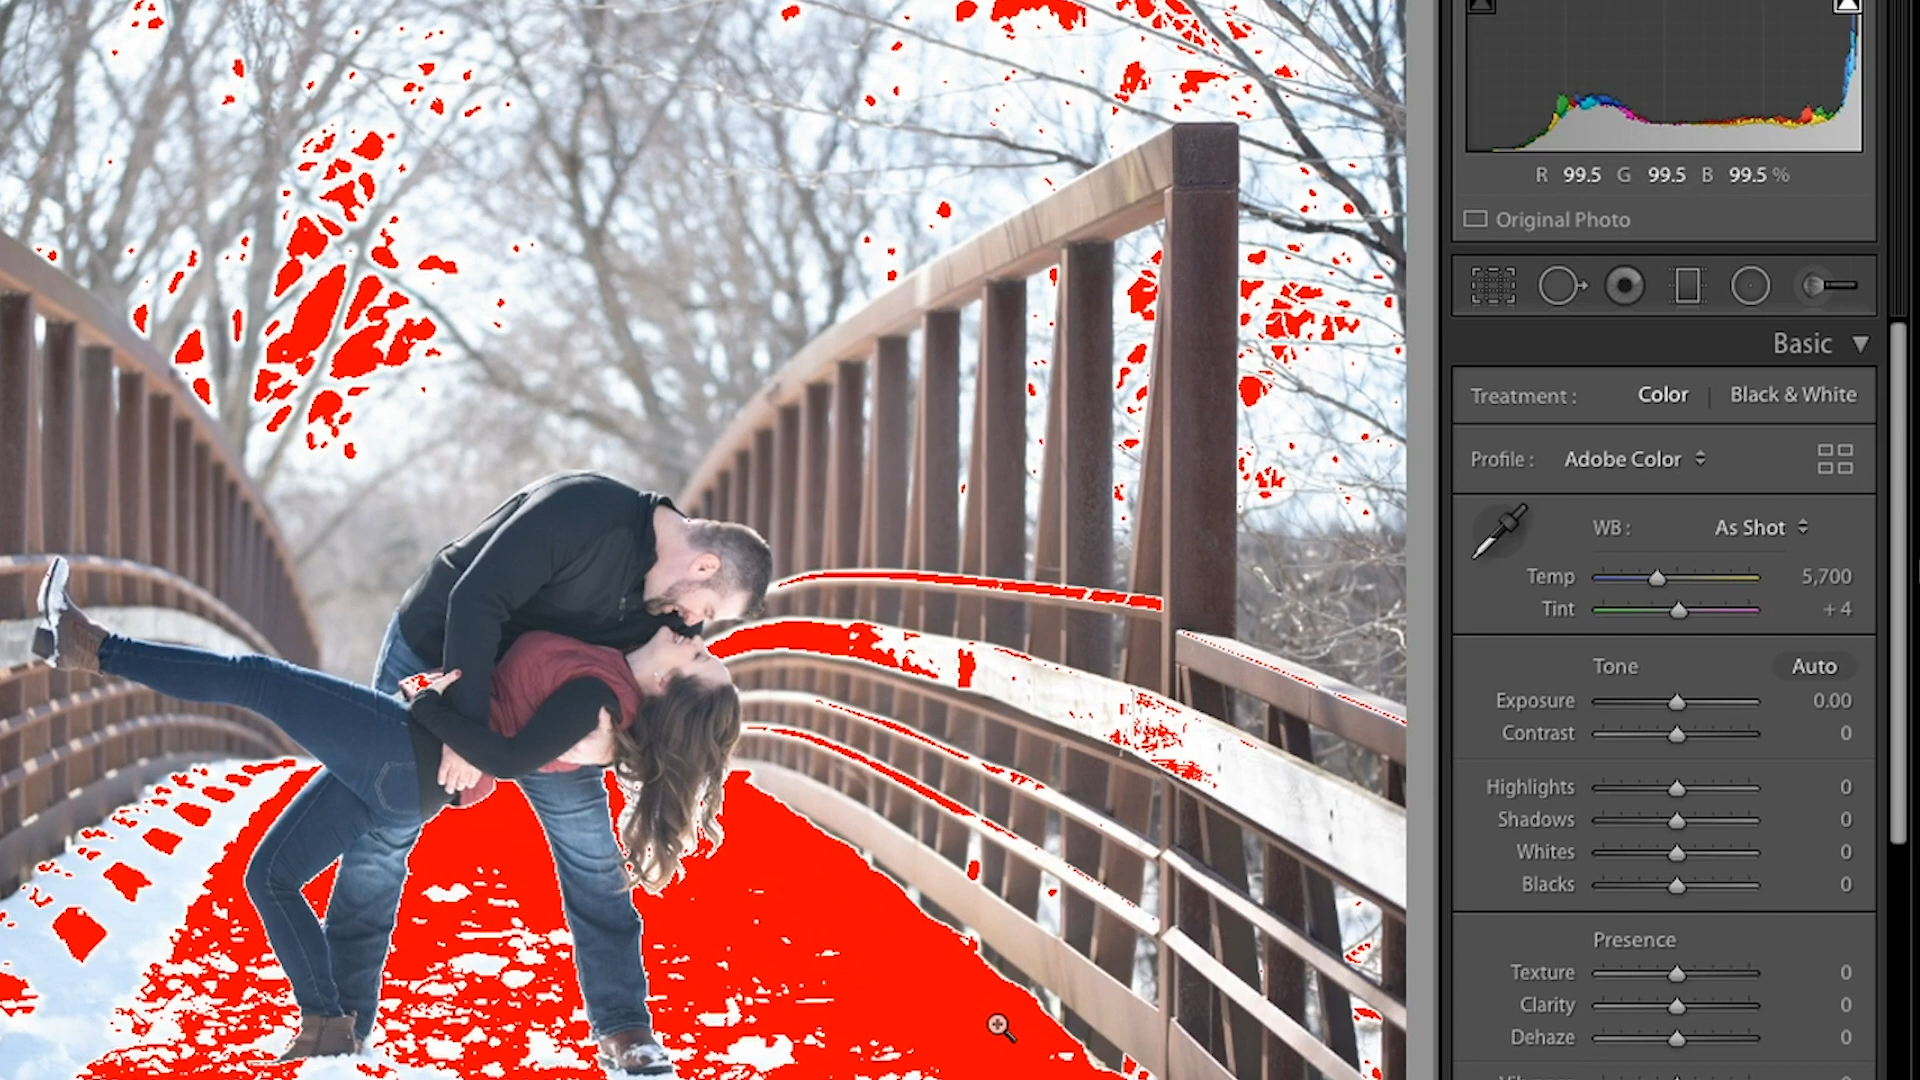 R 99.5 G 99.5 B 99.5 %
Original Photo
Basic
Treatment : Color | Black & White
Profile : Adobe Color
WB : As Shot
Temp 5,700
Tint + 4
Tone Auto
Exposure 0.00
Contrast 0
Highlights 0
Shadows 0
Whites 0
Blacks 0
Presence
Texture 0
Clarity 0
Dehaze 0